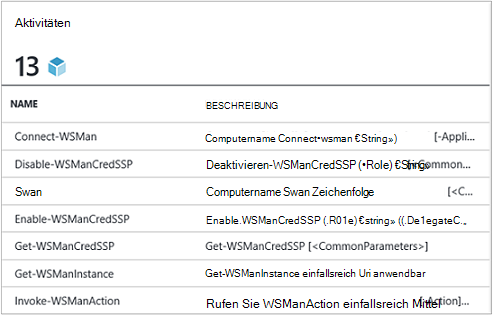 Aktivitäten
13
NAME BESCHREIBUNG
Connect-WSMan Computername Connect•wsman €String») [-Appli...
Disable-WSManCredSSP Deaktivieren-WSManCredSSP (•Role) €String» Common...
Swan Computername Swan Zeichenfolge [<C...
Enable-WSManCredSSP Enable.WSManCredSSP (.R01e) €string» ((.De1egateC.,
Get-WSManCredSSP Get-WSManCredSSP [<CommonParameters>]
Get-WSManInstance Get-WSManInstance einfallsreich Uri anwendbar
Invoke-WSManAction Rufen Sie WSManAction einfallsreich Mittel Action]...